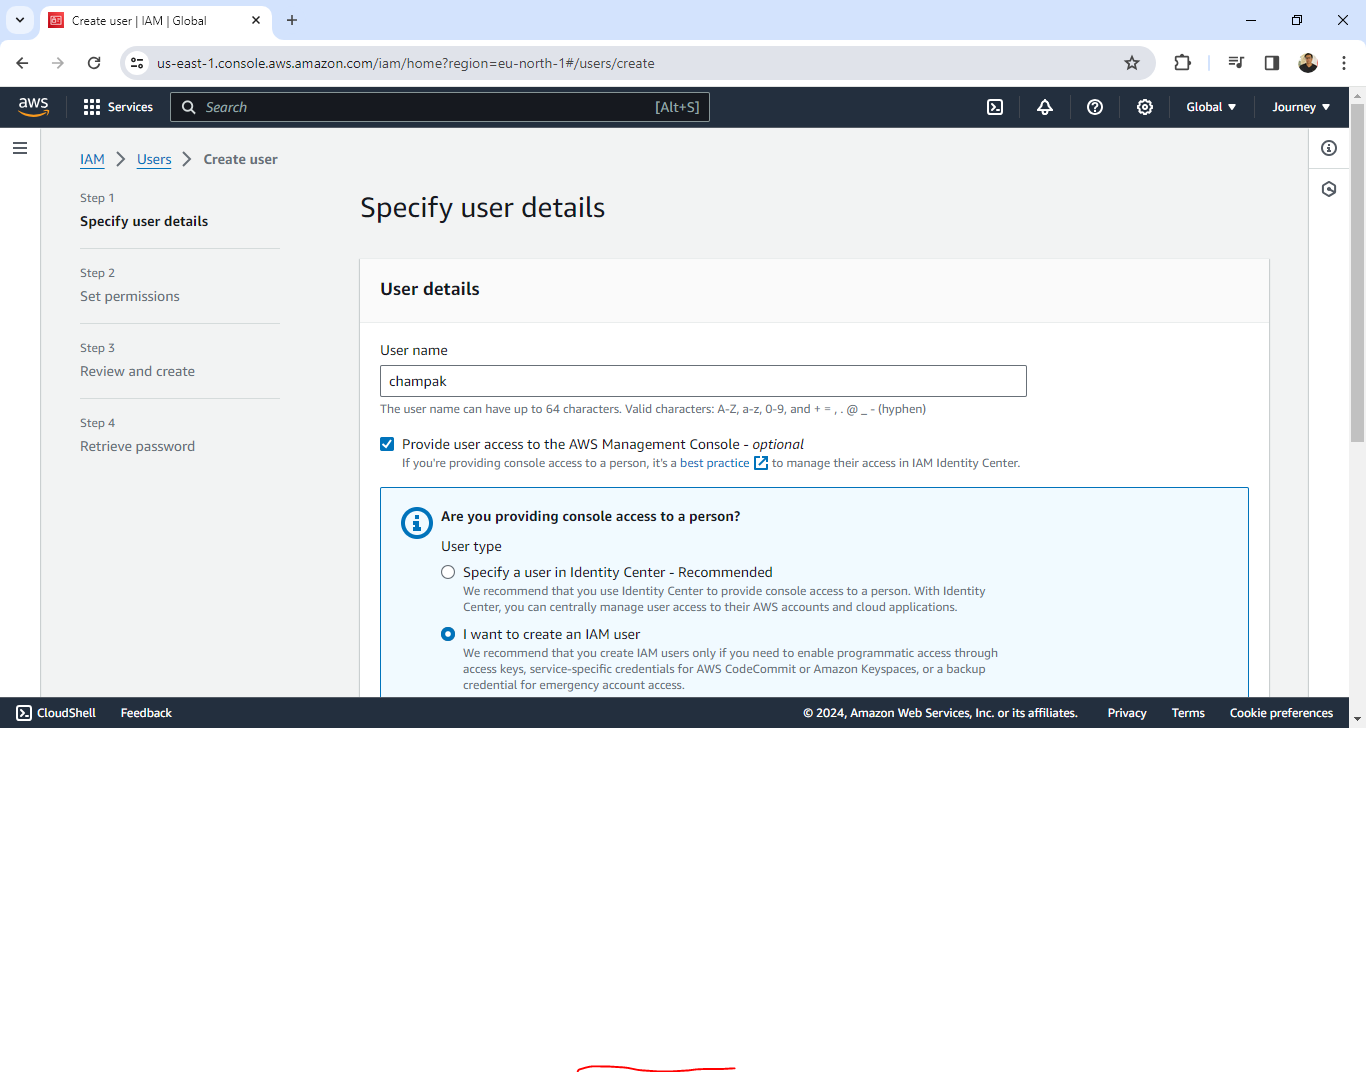 Create user | IAM | Global
us-east-1.console.aws.amazon.com/iam/home?region=eu-north-1#/users/create
aws
Services
Search
[Alt+S]
Global
Journey
IAM
Users
Create user
Step 1
Specify user details
Step 2
Set permissions
Step 3
Review and create
Step 4
Retrieve password
Specify user details
User details
User name
champak
The user name can have up to 64 characters. Valid characters: A-Z, a-z, 0-9, and + = , . @ _ - (hyphen)
Provide user access to the AWS Management Console - optional
If you're providing console access to a person, it's a best practice to manage their access in IAM Identity Center.
Are you providing console access to a person?
User type
Specify a user in Identity Center - Recommended
We recommend that you use Identity Center to provide console access to a person. With Identity
Center, you can centrally manage user access to their AWS accounts and cloud applications.
I want to create an IAM user
We recommend that you create IAM users only if you need to enable programmatic access through
access keys, service-specific credentials for AWS CodeCommit or Amazon Keyspaces, or a backup
credential for emergency account access.
CloudShell
Feedback
© 2024, Amazon Web Services, Inc. or its affiliates.
Privacy
Terms
Cookie preferences